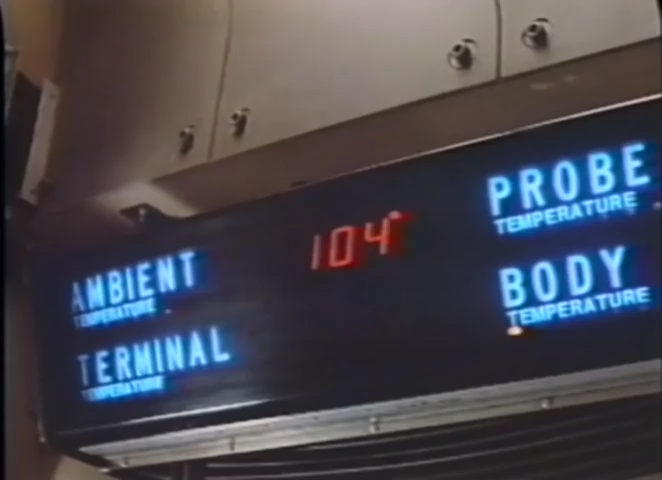 AMBIENT
TEMPERATURE
TERMINAL
TEMPERATURE
104°
PROBE
TEMPERATURE
BODY
TEMPERATURE